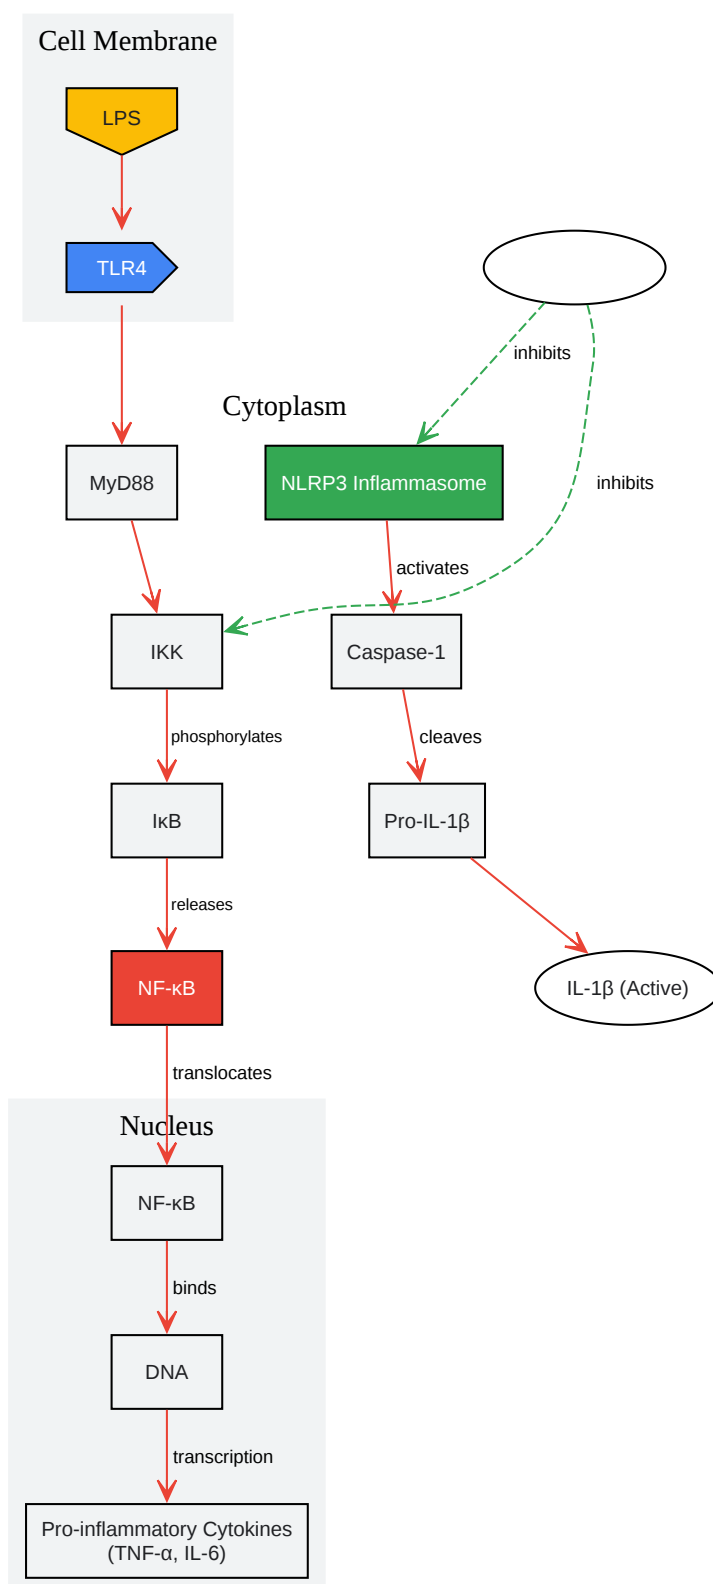 Cell Membrane
LPS
TLR4
inhibits
Cytoplasm
MyD88
NLRP3 Inflammasome
inhibits
activates
IKK
Caspase-1
phosphorylates
cleaves
IκB
Pro-IL-1β
releases
NF-κB
IL-1β (Active)
translocates
Nucleus
NF-κB
binds
DNA
transcription
Pro-inflammatory Cytokines
(TNF-α, IL-6)